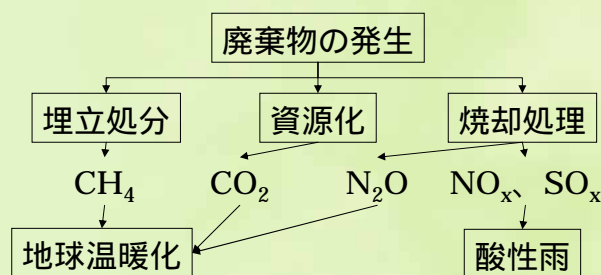 廃棄物の発生
埋立処分 資源化 焼却処理
CH₄ CO₂ N₂O NOₓ、SOₓ
地球温暖化 酸性雨